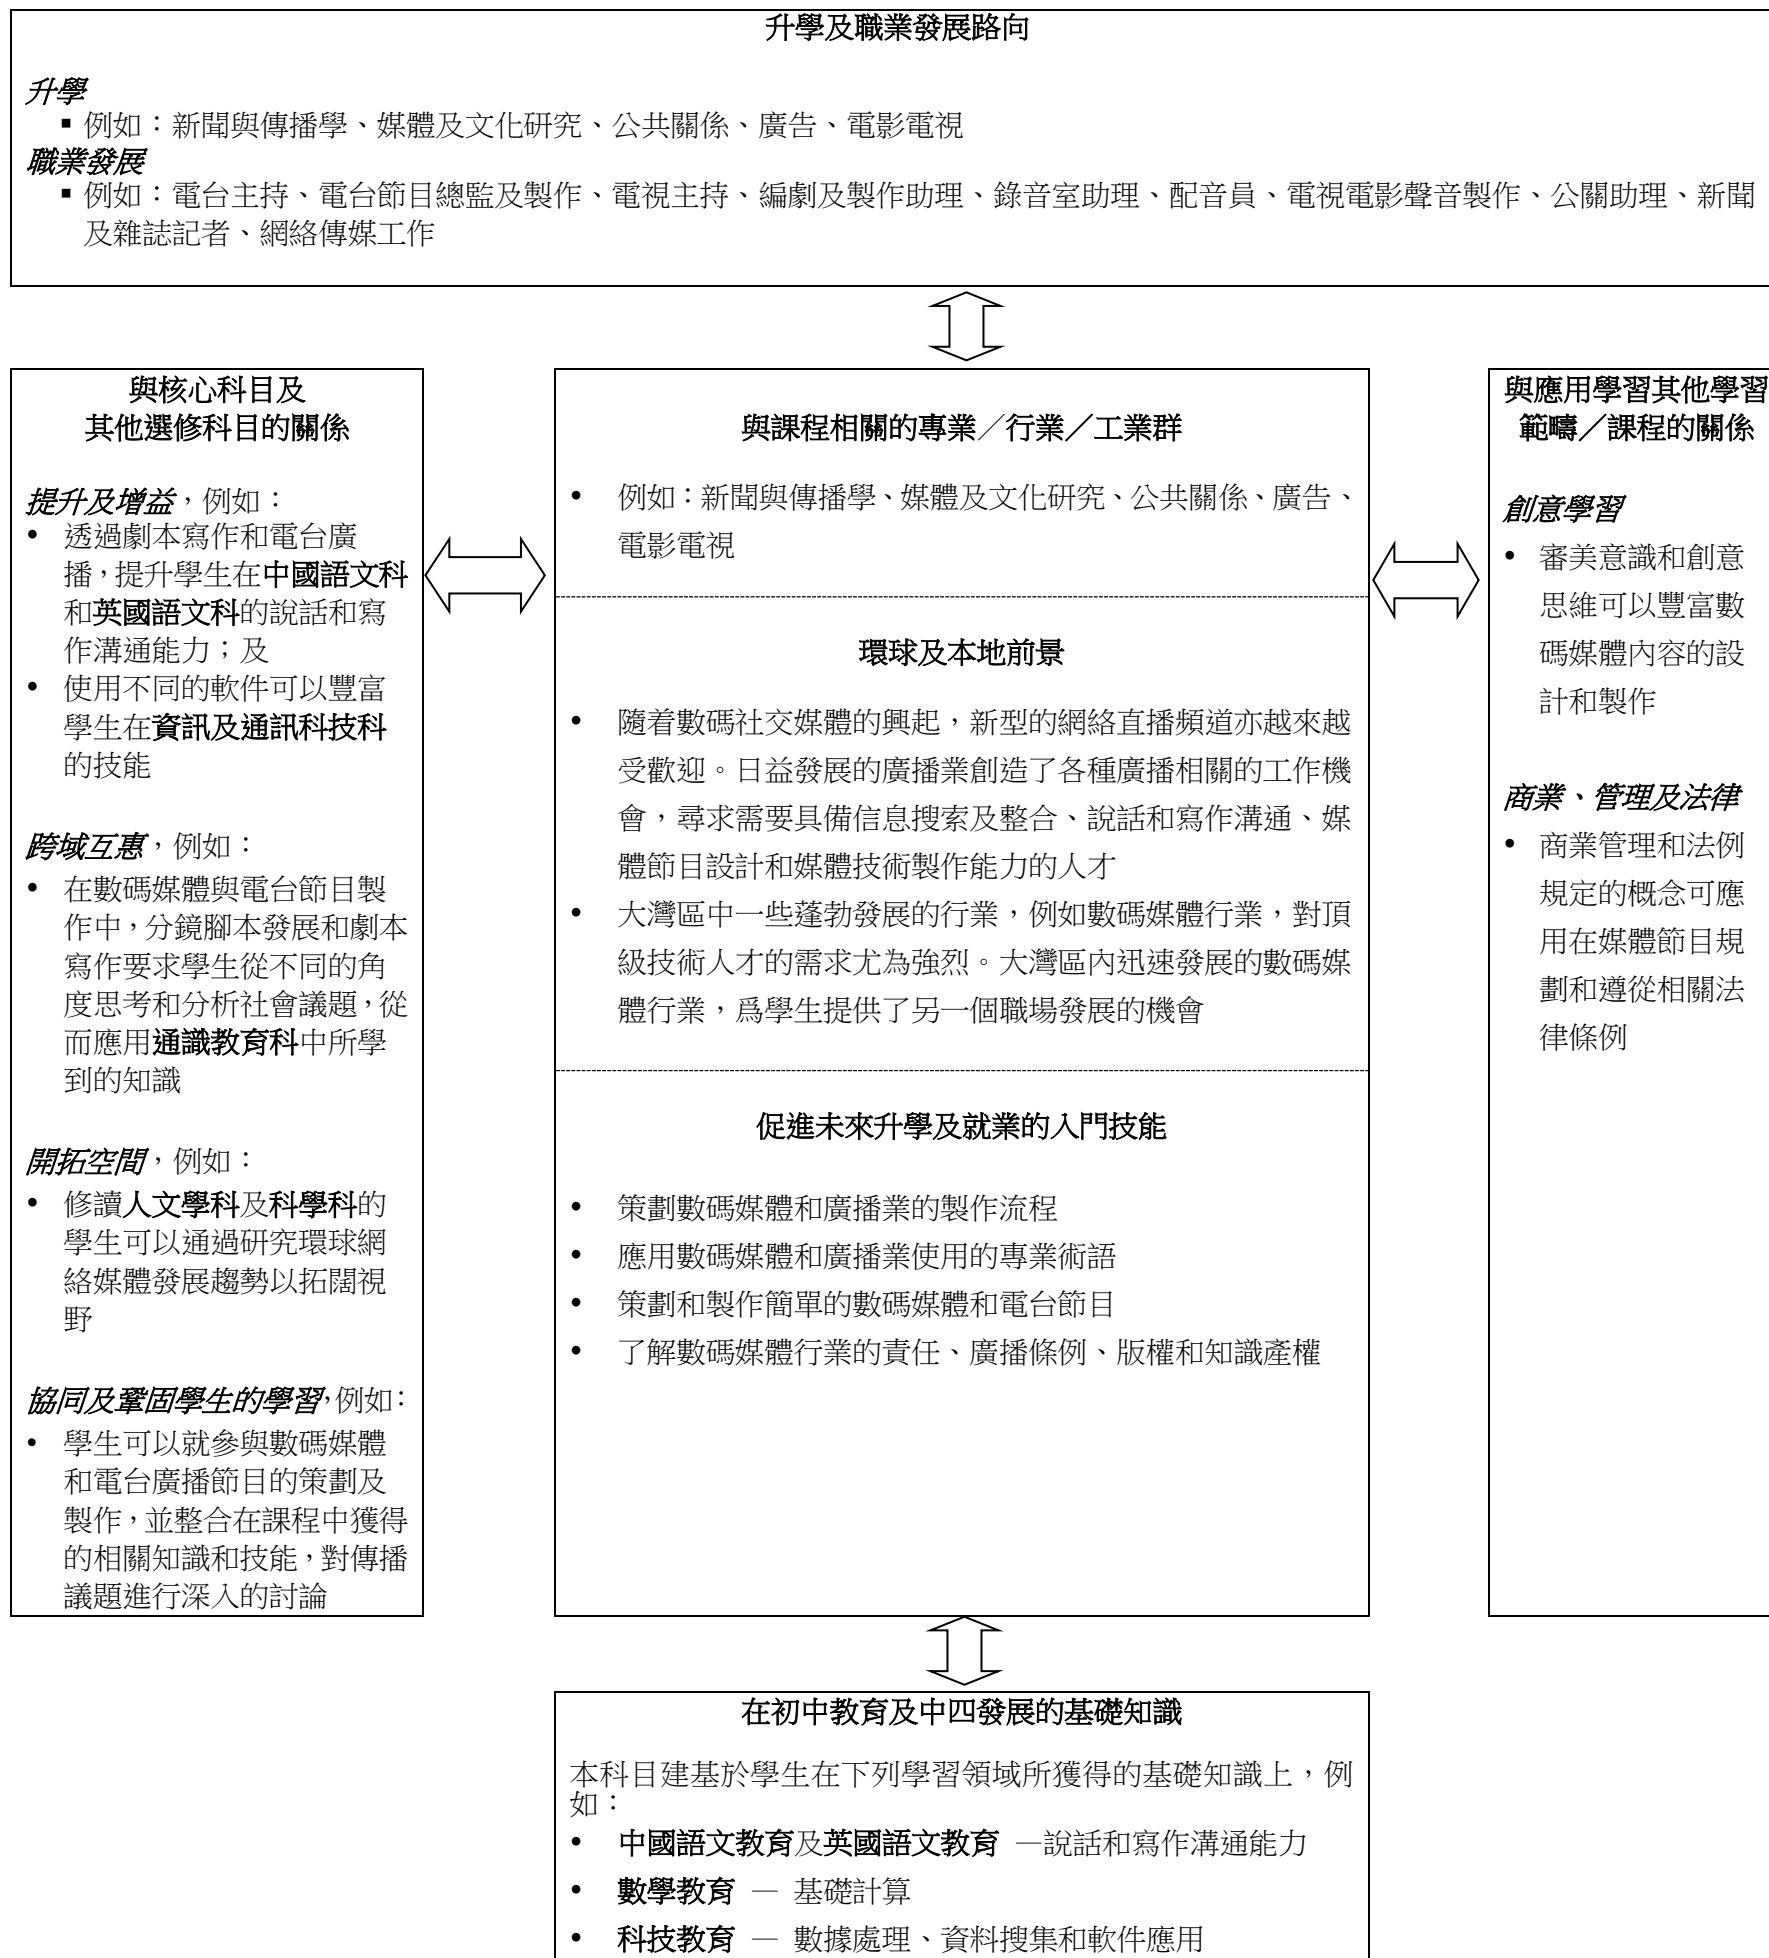 升學及職業發展路向
升學
▪ 例如：新聞與傳播學、媒體及文化研究、公共關係、廣告、電影電視
職業發展
▪ 例如：電台主持、電台節目總監及製作、電視主持、編劇及製作助理、錄音室助理、配音員、電視電影聲音製作、公關助理、新聞
及雜誌記者、網絡傳媒工作
與核心科目及
其他選修科目的關係
提升及增益，例如：
• 透過劇本寫作和電台廣
播，提升學生在中國語文科
和英國語文科的說話和寫
作溝通能力；及
• 使用不同的軟件可以豐富
學生在資訊及通訊科技科
的技能
跨域互惠，例如：
• 在數碼媒體與電台節目製
作中，分鏡腳本發展和劇本
寫作要求學生從不同的角
度思考和分析社會議題，從
而應用通識教育科中所學
到的知識
開拓空間，例如：
• 修讀人文學科及科學科的
學生可以通過研究環球網
絡媒體發展趨勢以拓闊視
野
協同及鞏固學生的學習，例如：
• 學生可以就參與數碼媒體
和電台廣播節目的策劃及
製作，並整合在課程中獲得
的相關知識和技能，對傳播
議題進行深入的討論
與課程相關的專業／行業／工業群
• 例如：新聞與傳播學、媒體及文化研究、公共關係、廣告、
電影電視
環球及本地前景
• 隨着數碼社交媒體的興起，新型的網絡直播頻道亦越來越
受歡迎。日益發展的廣播業創造了各種廣播相關的工作機
會，尋求需要具備信息搜索及整合、說話和寫作溝通、媒
體節目設計和媒體技術製作能力的人才
• 大灣區中一些蓬勃發展的行業，例如數碼媒體行業，對頂
級技術人才的需求尤為強烈。大灣區內迅速發展的數碼媒
體行業，爲學生提供了另一個職場發展的機會
促進未來升學及就業的入門技能
• 策劃數碼媒體和廣播業的製作流程
• 應用數碼媒體和廣播業使用的專業術語
• 策劃和製作簡單的數碼媒體和電台節目
• 了解數碼媒體行業的責任、廣播條例、版權和知識產權
與應用學習其他學習
範疇／課程的關係
創意學習
• 審美意識和創意
思維可以豐富數
碼媒體內容的設
計和製作
商業、管理及法律
• 商業管理和法例
規定的概念可應
用在媒體節目規
劃和遵從相關法
律條例
在初中教育及中四發展的基礎知識
本科目建基於學生在下列學習領域所獲得的基礎知識上，例
如：
• 中國語文教育及英國語文教育 —說話和寫作溝通能力
• 數學教育 — 基礎計算
• 科技教育 — 數據處理、資料搜集和軟件應用